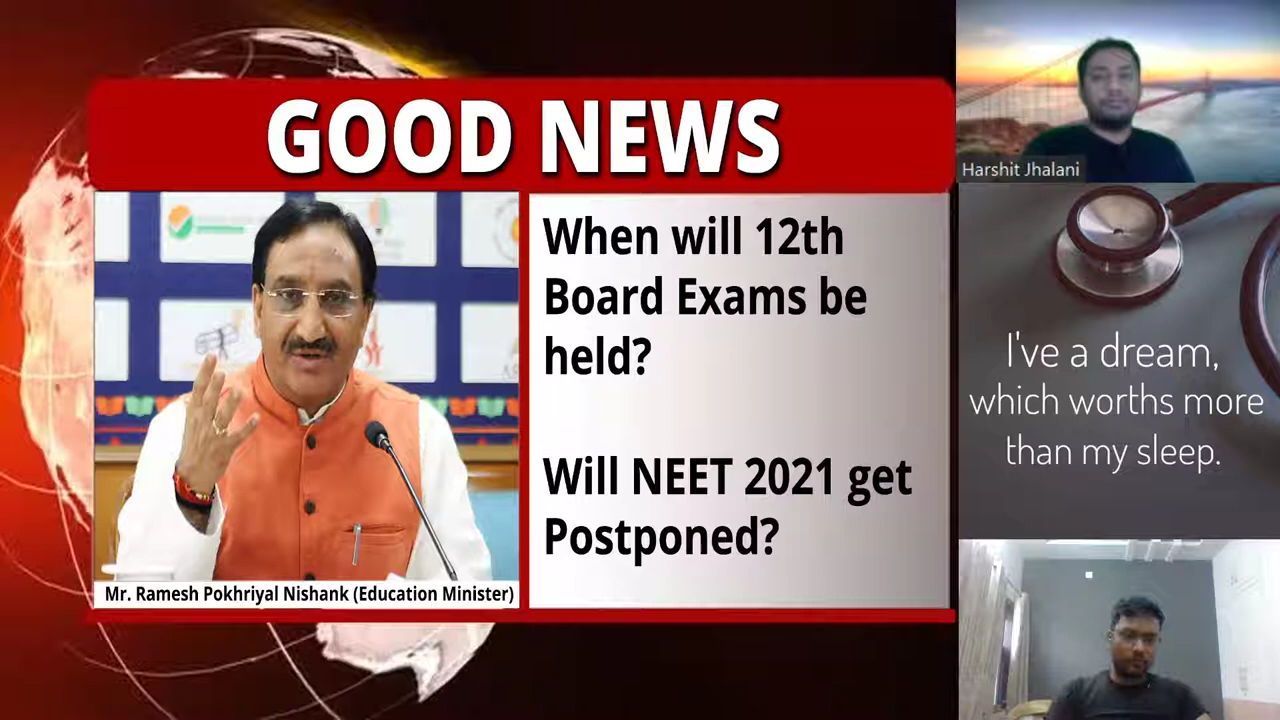 GOOD NEWS
When will 12th
Board Exams be
held?
Will NEET 2021 get
Postponed?
Mr. Ramesh Pokhriyal Nishank (Education Minister)
Harshit Jhalani
I've a dream,
which worths more
than my sleep.